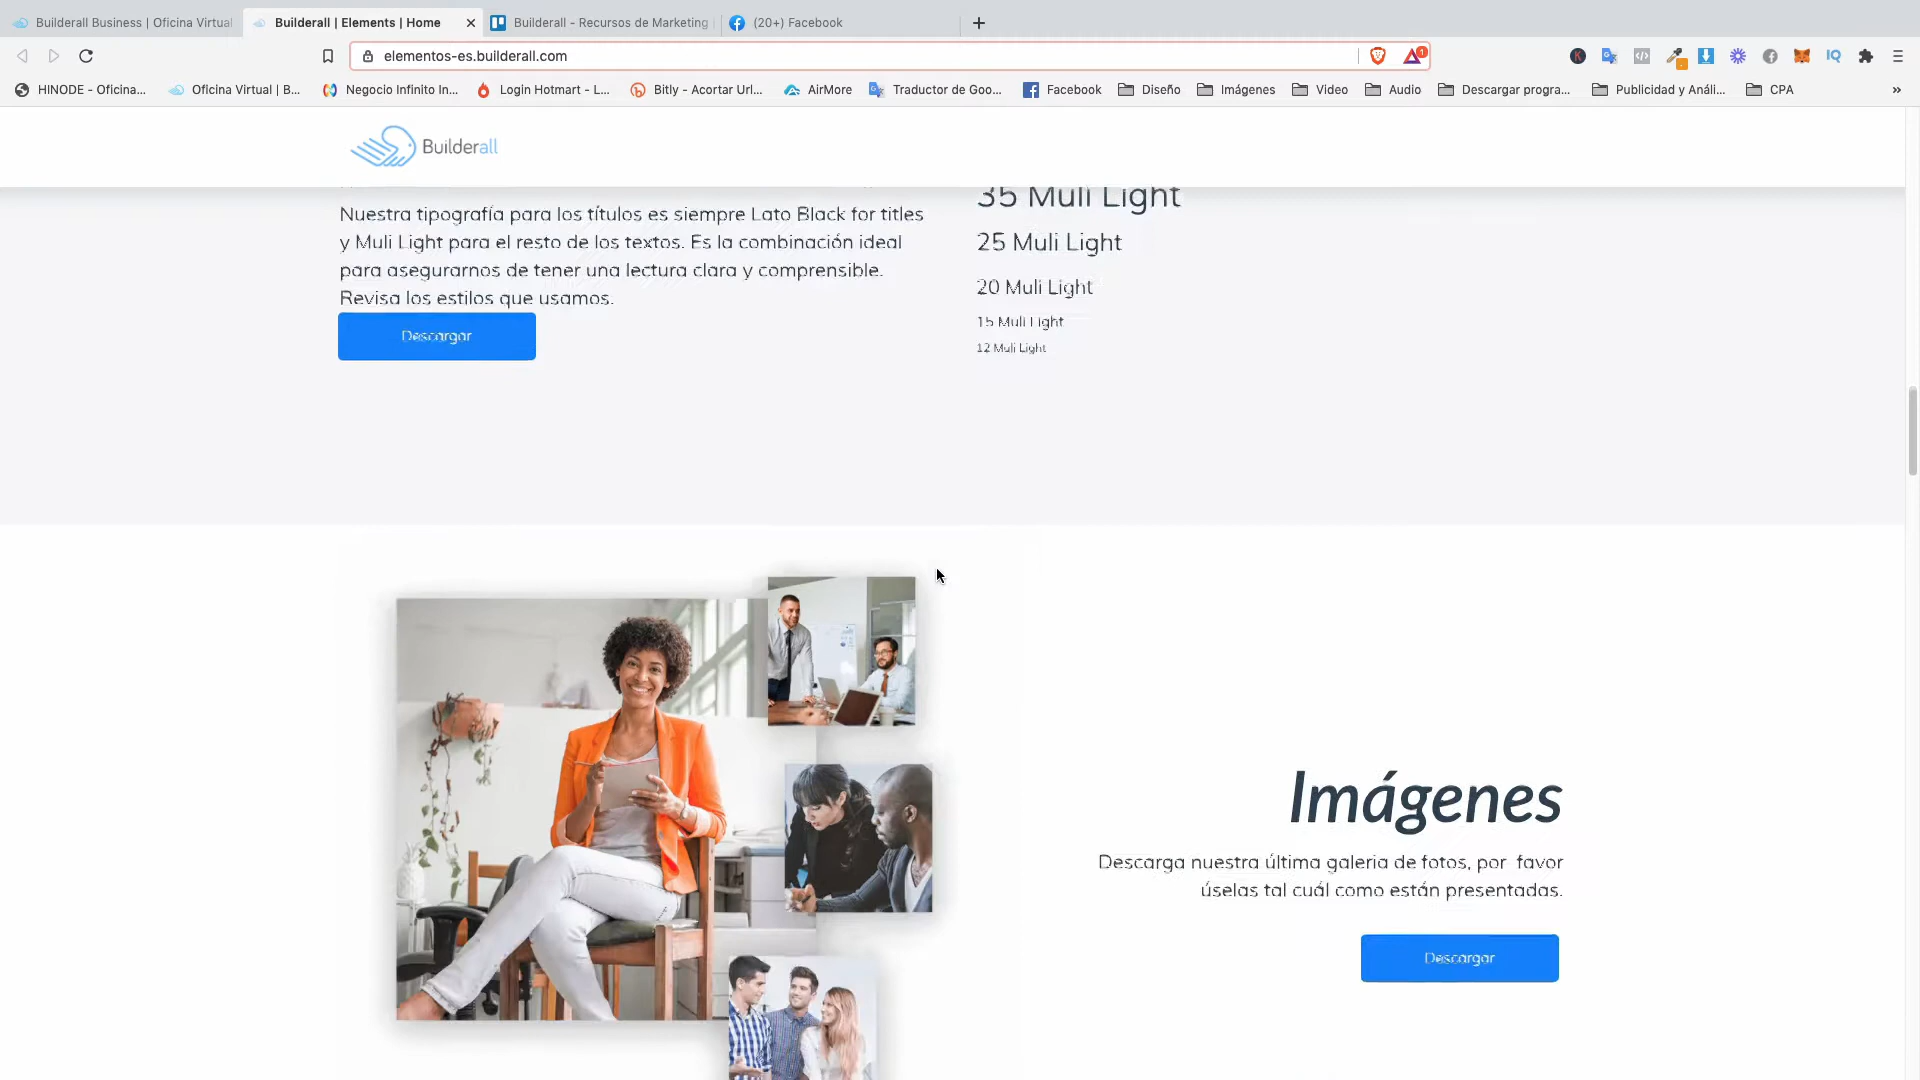 Builderall Business | Oficina Virtual
Builderall | Elements | Home
Builderall - Recursos de Marketing
(20+) Facebook
elementos-es.builderall.com
1
IQ
HINODE - Oficina...
Oficina Virtual | B...
Negocio Infinito In...
Login Hotmart - L...
Bitly - Acortar Url...
AirMore
Traductor de Goo...
Facebook
Diseño
Imágenes
Video
Audio
Descargar progra...
Publicidad y Análi...
CPA
»
Builderall
35 Muli Light
Nuestra tipografía para los títulos es siempre Lato Black for titles
y Muli Light para el resto de los textos. Es la combinación ideal
para asegurarnos de tener una lectura clara y comprensible.
Revisa los estilos que usamos.
25 Muli Light
20 Muli Light
15 Muli Light
12 Muli Light
Descargar
Imágenes
Descarga nuestra última galeria de fotos, por favor
úselas tal cuál como están presentadas.
Descargar